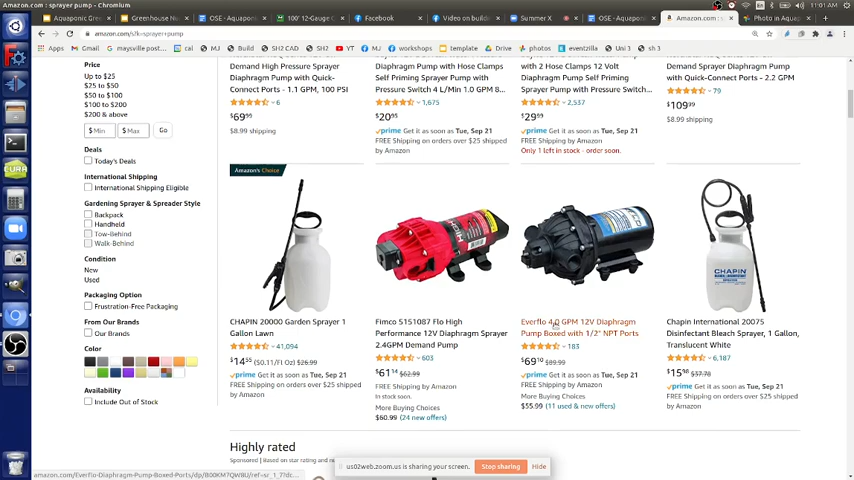 Amazon.com : sprayer pump - Chromium
11:01 AM
Aquaponic Green
Greenhouse Nu
OSE - Aquaponi
100' 12-Gauge C
Facebook
Video on buildin
Summer X
OSE - Aquapon
Amazon.com : s
Photo in Aquap
amazon.com/s?k=sprayer+pump
cal
MJ
maysville post
Build
SH2 CAD
SH2
YT
MJ
workshops
template
Drive
photos
eventzilla
Uni 3
sh 3
Price
Up to $25
$25 to $50
$50 to $100
$100 to $200
$200 & above
$ Min
$ Max
Go
Deals
Today's Deals
International Shipping
International Shipping Eligible
Gardening Sprayer & Spreader Style
Backpack
Handheld
Tow-Behind
Walk-Behind
Condition
New
Used
Packaging Option
Frustration-Free Packaging
From Our Brands
Our Brands
Color
Availability
Include Out of Stock
Demand High Pressure Sprayer
Diaphragm Pump with Quick-
Connect Ports - 1.1 GPM, 100 PSI
6
$69
$8.99 shipping
Diaphragm Pump with Hose Clamps
Self Priming Sprayer Pump with
Pressure Switch 4 L/Min 1.0 GPM 8...
1,675
$20
prime Get it as soon as Tue, Sep 21
FREE Shipping on orders over $25 shipped
by Amazon
with 2 Hose Clamps 12 Volt
Diaphragm Pump Self Priming
Sprayer Pump with Pressure Switch...
2,537
$29
prime Get it as soon as Tue, Sep 21
FREE Shipping by Amazon
Only 1 left in stock - order soon.
Demand Sprayer Diaphragm Pump
with Quick-Connect Ports - 2.2 GPM
79
$109
$8.99 shipping
Amazon's Choice
CHAPIN 20000 Garden Sprayer 1
Gallon Lawn
41,094
$14 ($0.11/Fl Oz) $26.99
prime Get it as soon as Tue, Sep 21
FREE Shipping on orders over $25 shipped
by Amazon
Fimco 5151087 Flo High
Performance 12V Diaphragm Sprayer
2.4GPM Demand Pump
603
$61 $62.99
FREE Shipping by Amazon
In stock soon.
More Buying Choices
$60.99 (24 new offers)
Everflo 4.0 GPM 12V Diaphragm
Pump Boxed with 1/2" NPT Ports
183
$69 $89.99
prime Get it as soon as Tue, Sep 21
FREE Shipping by Amazon
More Buying Choices
$55.99 (11 used & new offers)
CHAPIN
Chapin International 20075
Disinfectant Bleach Sprayer, 1 Gallon,
Translucent White
6,187
$15 $37.78
prime Get it as soon as Tue, Sep 21
FREE Shipping on orders over $25 shipped
by Amazon
Highly rated
us02web.zoom.us is sharing your screen.
Stop sharing
Hide